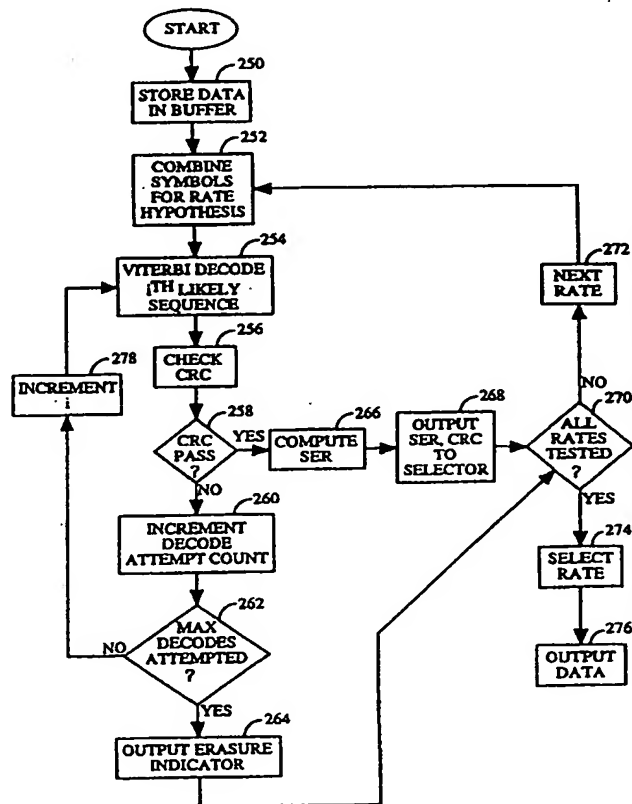 START
250
STORE DATA
IN BUFFER
252
COMBINE
SYMBOLS
FOR RATE
HYPOTHESIS
254
VITERBI DECODE
iTH LIKELY
SEQUENCE
256
CHECK
CRC
258
CRC
PASS
?
YES
NO
260
INCREMENT
DECODE
ATTEMPT COUNT
262
MAX
DECODES
ATTEMPTED
?
NO
YES
264
OUTPUT ERASURE
INDICATOR
278
INCREMENT
i
266
COMPUTE
SER
268
OUTPUT
SER, CRC
TO
SELECTOR
270
ALL
RATES
TESTED
?
NO
YES
272
NEXT
RATE
274
SELECT
RATE
276
OUTPUT
DATA